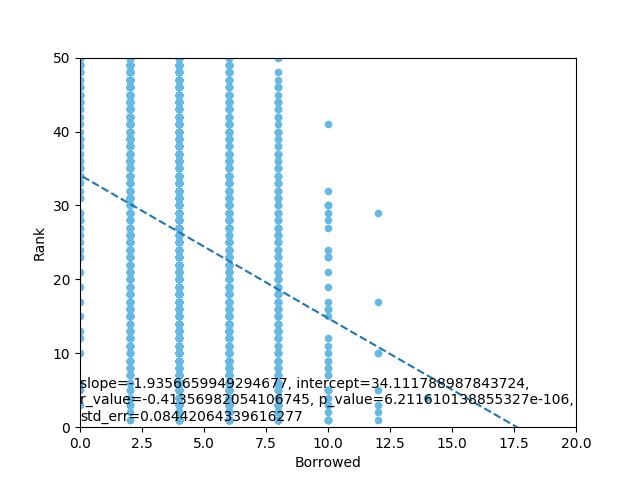 50
40
30
20
10
0
Rank
slope=-1.9356659949294677, intercept=34.111788987843724,
r_value=-0.41356982054106745, p_value=6.211610138855327e-106,
std_err=0.08442064339616277
0.0 2.5 5.0 7.5 10.0 12.5 15.0 17.5 20.0
Borrowed